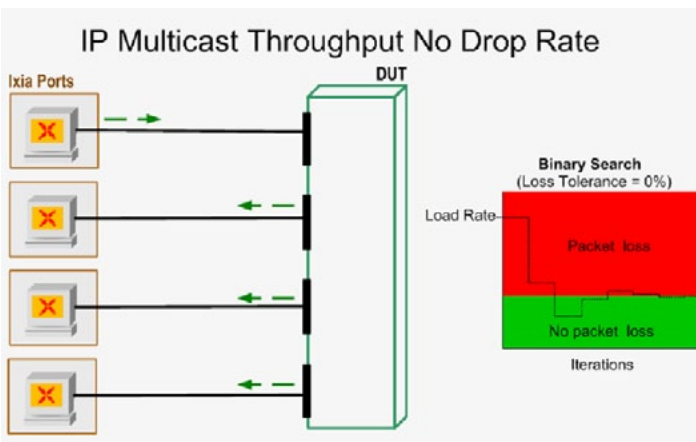 IP Multicast Throughput No Drop Rate
Ixia Ports
DUT
Binary Search
(Loss Tolerance = 0%)
Load Rate
Packet loss
No packet loss
Iterations